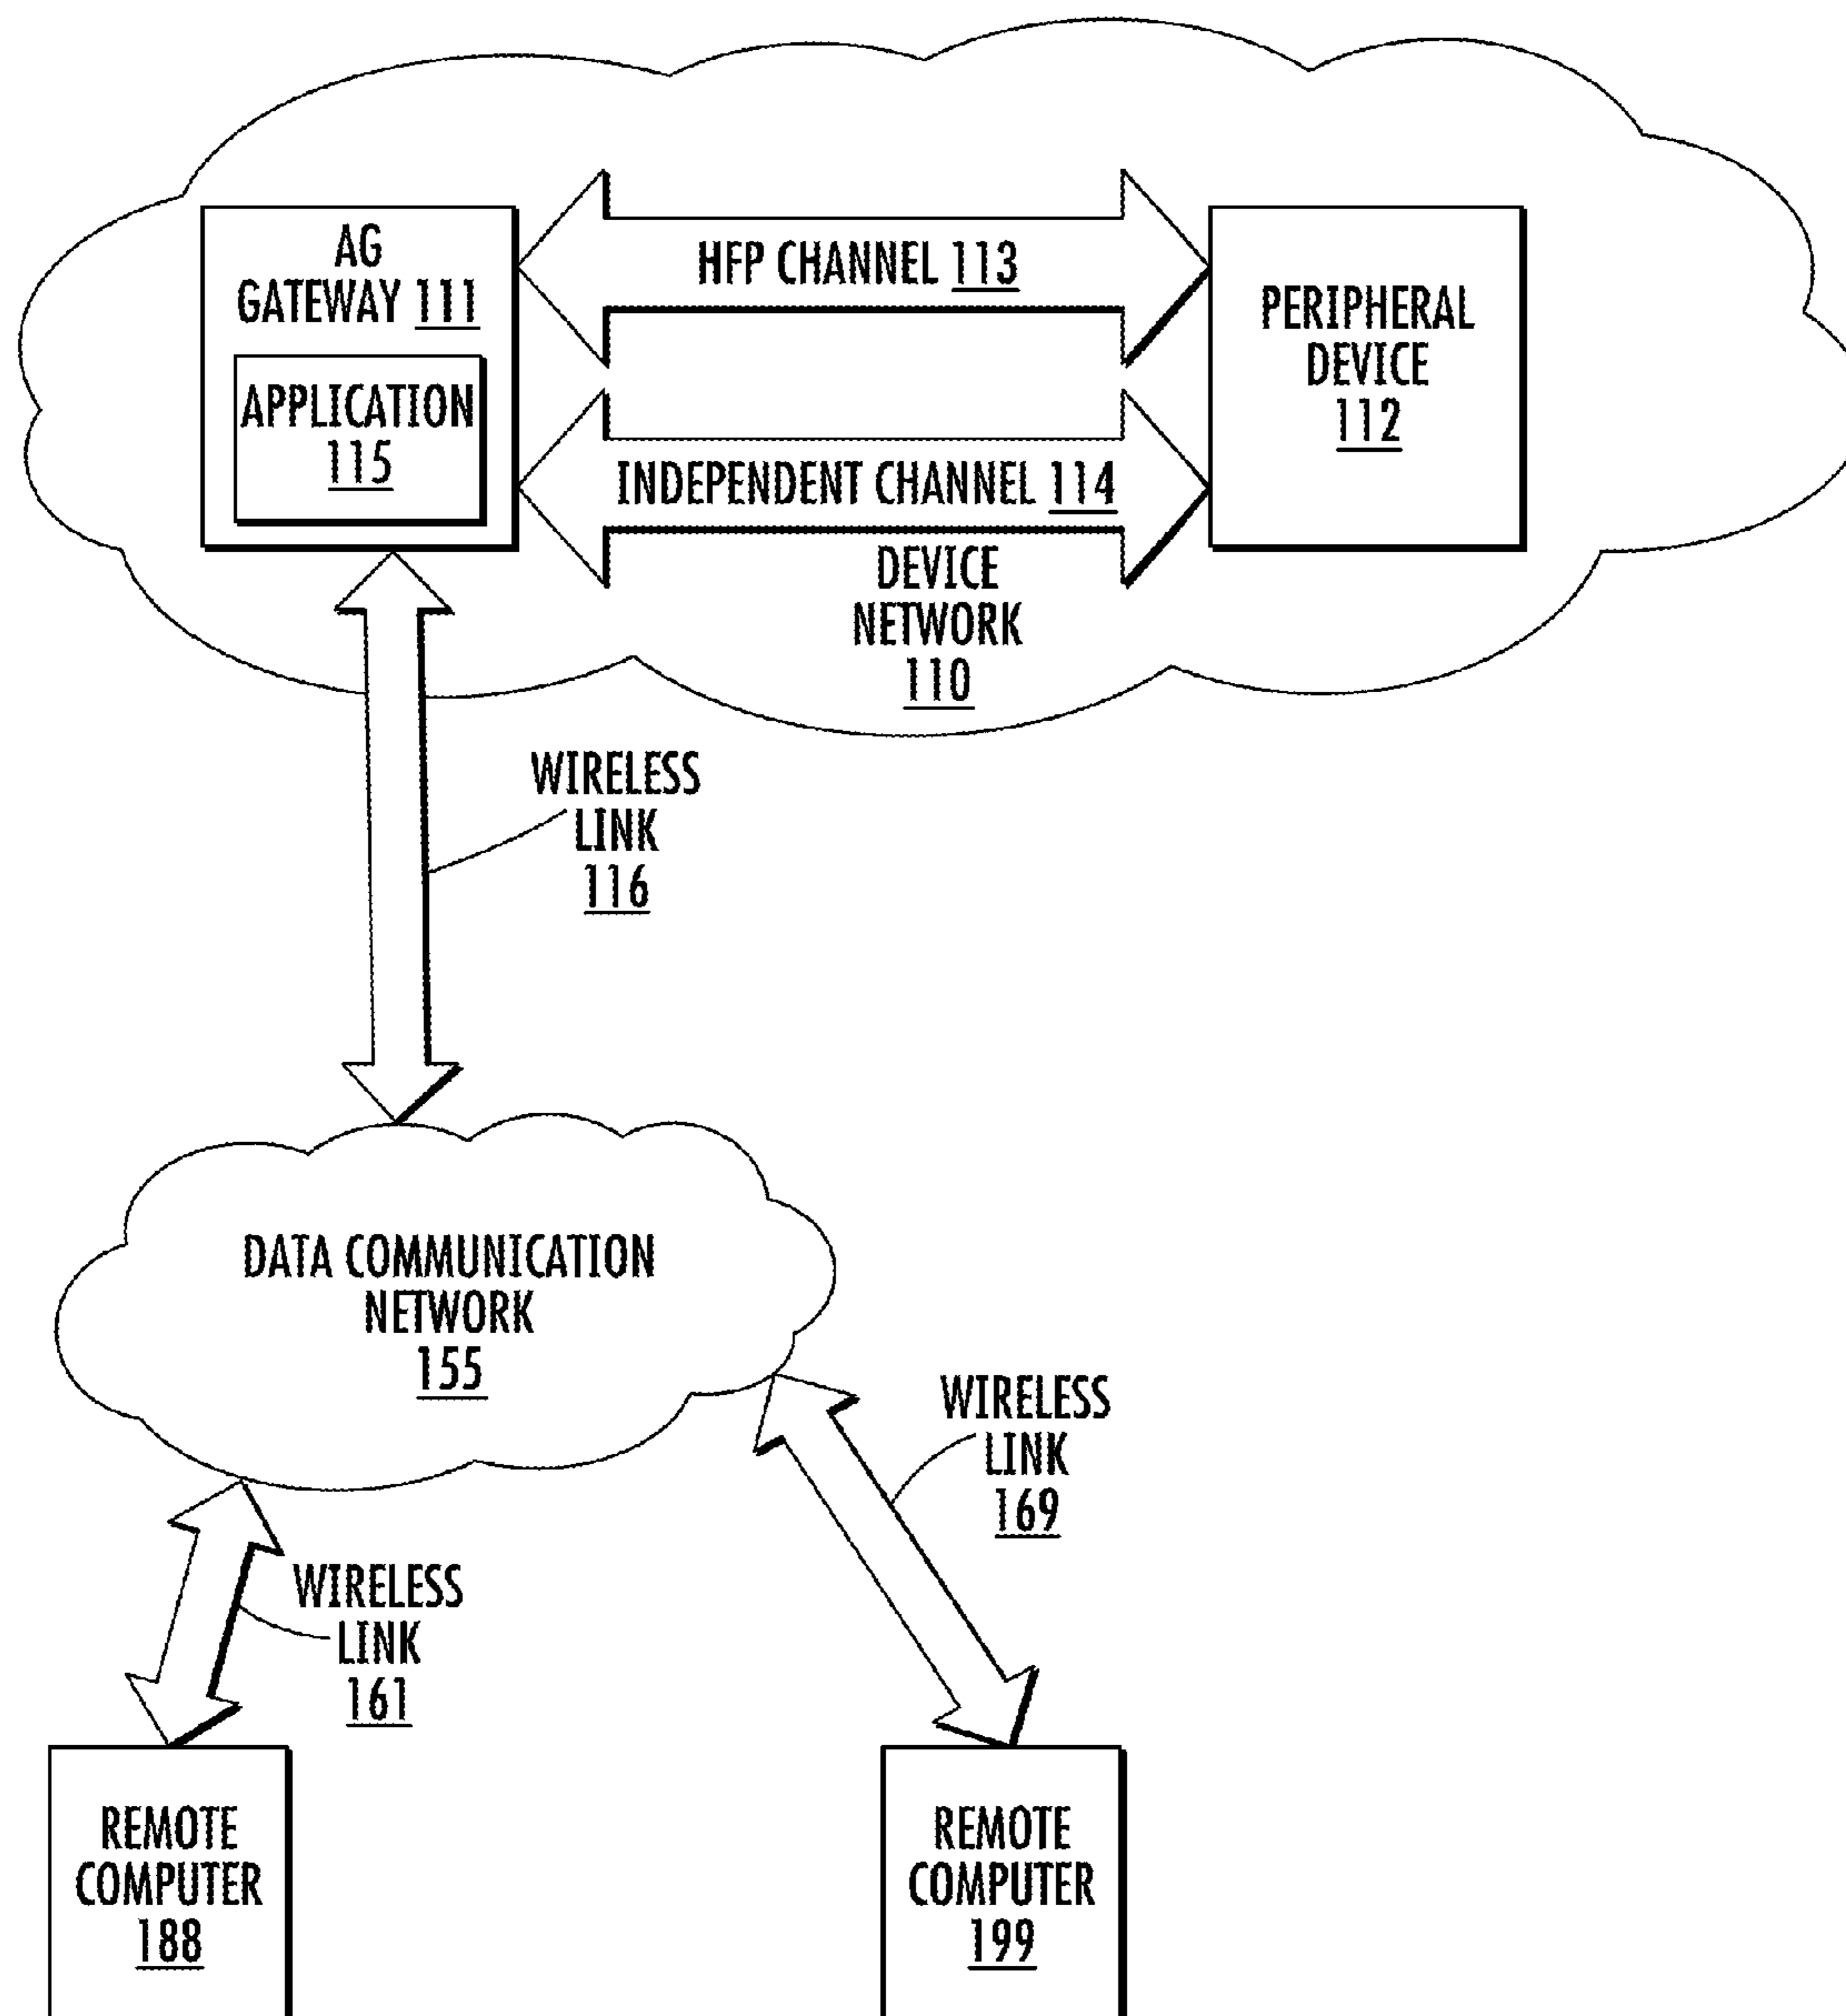 AG
GATEWAY 111
APPLICATION
115
HFP CHANNEL 113
INDEPENDENT CHANNEL 114
PERIPHERAL
DEVICE
112
DEVICE
NETWORK
110
WIRELESS
LINK
116
DATA COMMUNICATION
NETWORK
155
WIRELESS
LINK
169
WIRELESS
LINK
161
REMOTE
COMPUTER
188
REMOTE
COMPUTER
199